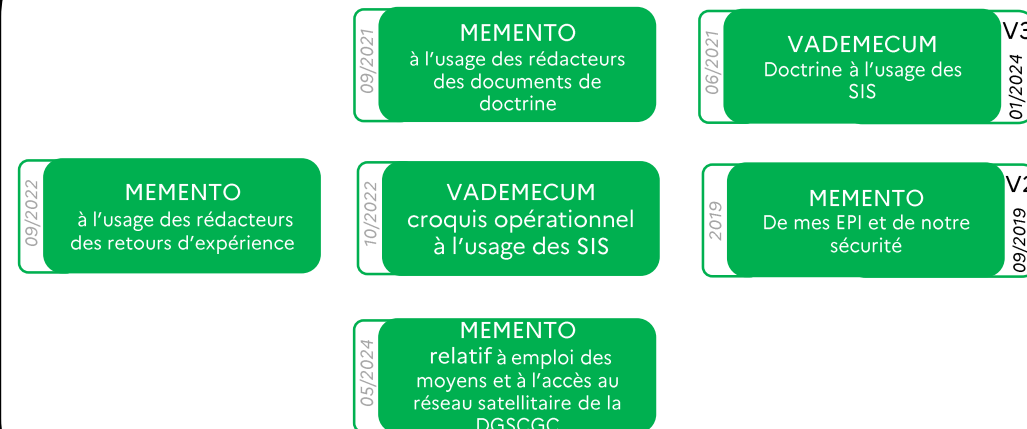 09/2021
MEMENTO
à l’usage des rédacteurs
des documents de
doctrine
06/2021
VADEMECUM
Doctrine à l’usage des
SIS
V3
01/2024
09/2022
MEMENTO
à l’usage des rédacteurs
des retours d’expérience
10/2022
VADEMECUM
croquis opérationnel
à l’usage des SIS
2019
MEMENTO
De mes EPI et de notre
sécurité
V2
09/2019
05/2024
MEMENTO
relatif à emploi des
moyens et à l’accès au
réseau satellitaire de la
DGSCGC